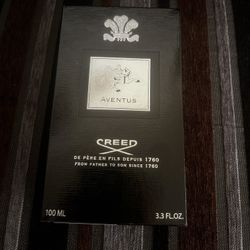 AVENTUS
CREED
DE PÈRE EN FILS DEPUIS 1760
FROM FATHER TO SON SINCE 1760
100 ML 3.3 FL.OZ.